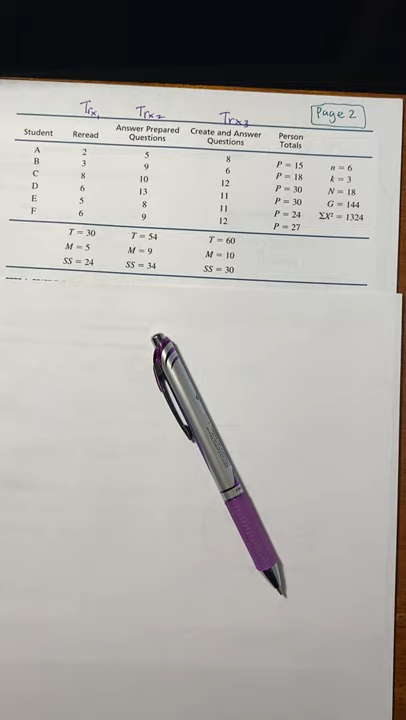 Trx1 Trx2 Trx3 Page 2
Student Reread Answer Prepared Questions Create and Answer Questions Person Totals
A 2 5 8 P = 15 n = 6
B 3 9 6 P = 18 k = 3
C 8 10 12 P = 30 N = 18
D 6 13 11 P = 30 G = 144
E 5 8 11 P = 24 ΣX² = 1324
F 6 9 12 P = 27
T = 30 T = 54 T = 60
M = 5 M = 9 M = 10
SS = 24 SS = 34 SS = 30